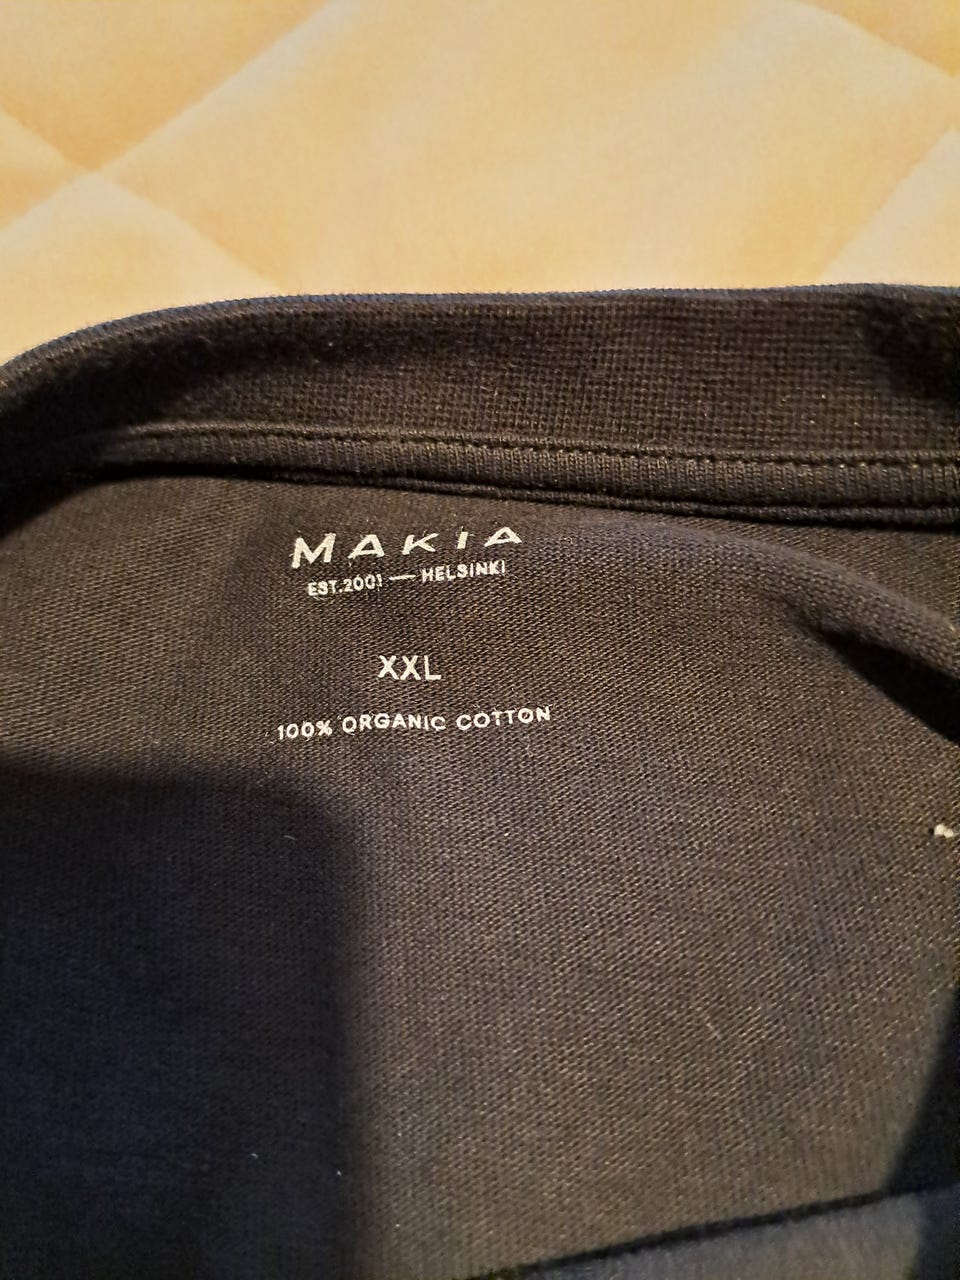 MAKIA
EST.2001 — HELSINKI
XXL
100% ORGANIC COTTON